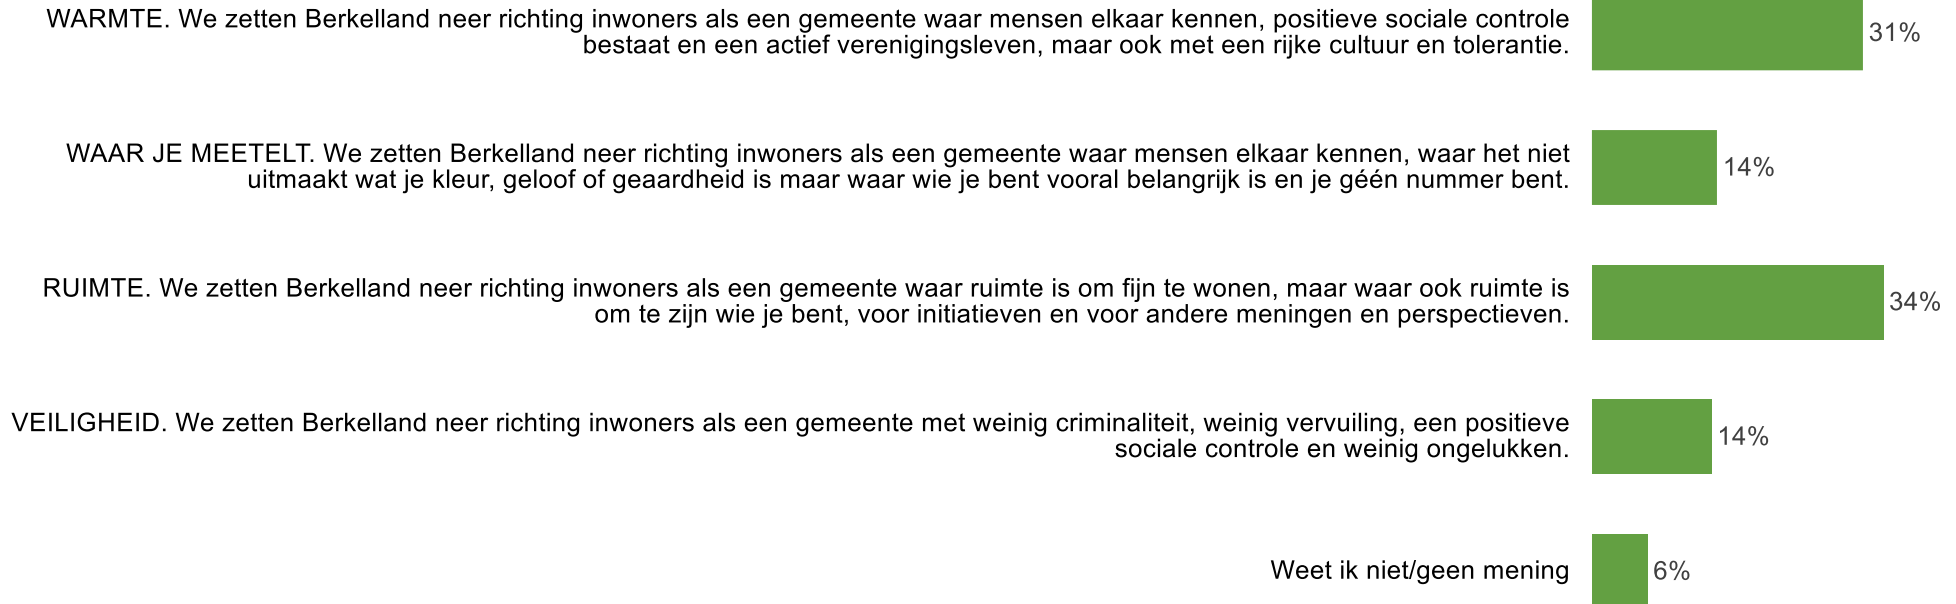 WARMTE. We zetten Berkelland neer richting inwoners als een gemeente waar mensen elkaar kennen, positieve sociale controle
bestaat en een actief verenigingsleven, maar ook met een rijke cultuur en tolerantie.
31%
WAAR JE MEETELT. We zetten Berkelland neer richting inwoners als een gemeente waar mensen elkaar kennen, waar het niet
uitmaakt wat je kleur, geloof of geaardheid is maar waar wie je bent vooral belangrijk is en je géén nummer bent.
14%
RUIMTE. We zetten Berkelland neer richting inwoners als een gemeente waar ruimte is om fijn te wonen, maar waar ook ruimte is
om te zijn wie je bent, voor initiatieven en voor andere meningen en perspectieven.
34%
VEILIGHEID. We zetten Berkelland neer richting inwoners als een gemeente met weinig criminaliteit, weinig vervuiling, een positieve
sociale controle en weinig ongelukken.
14%
Weet ik niet/geen mening
6%